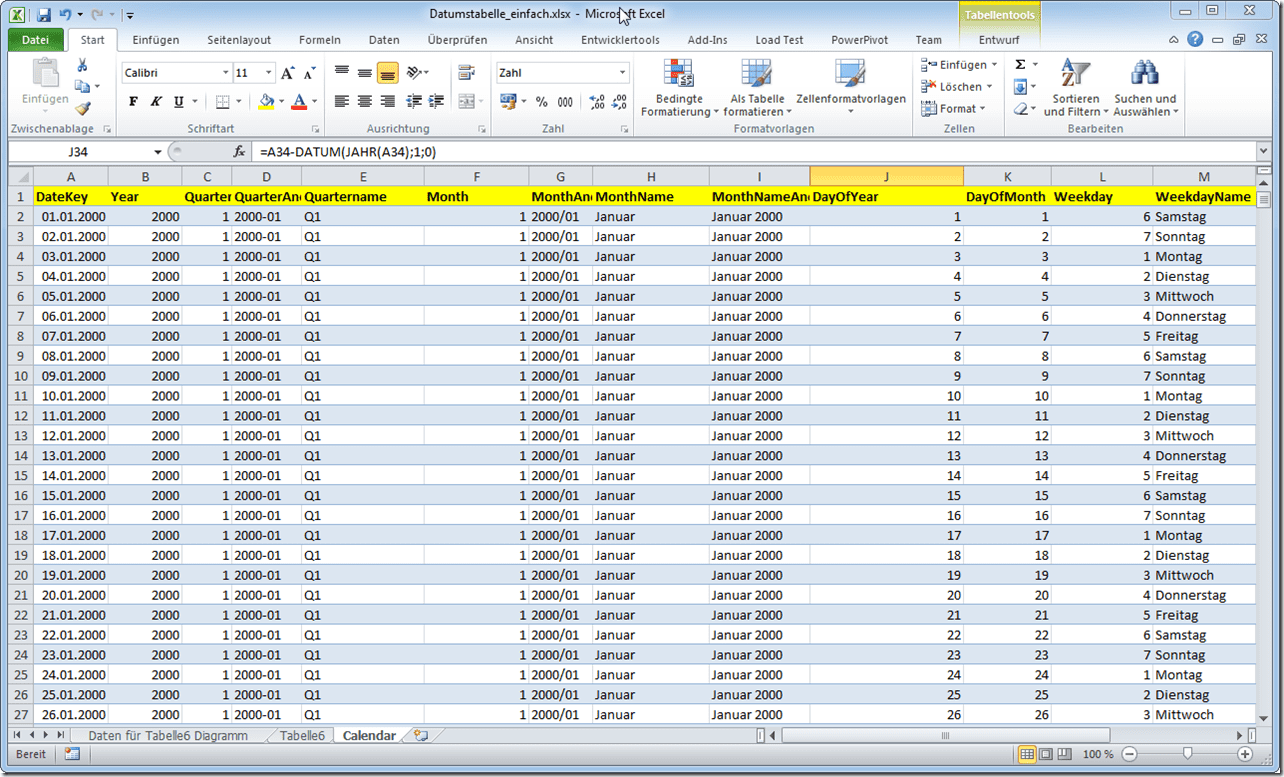 Datumstabelle_einfach.xlsx - Microsoft Excel
Tabellentools
Datei Start Einfügen Seitenlayout Formeln Daten Überprüfen Ansicht Entwicklertools Add-Ins Load Test PowerPivot Team Entwurf
Einfügen
Calibri 11
F K U
Zahl
% 000
Bedingte Formatierung
Als Tabelle formatieren
Zellenformatvorlagen
Einfügen
Löschen
Format
Σ
Sortieren und Filtern
Suchen und Auswählen
Zwischenablage Schriftart Ausrichtung Zahl Formatvorlagen Zellen Bearbeiten
J34 fx =A34-DATUM(JAHR(A34);1;0)
A B C D E F G H I J K L M
1 DateKey Year Quarter QuarterAn Quartername Month MonthAn MonthName MonthNameAn DayOfYear DayOfMonth Weekday WeekdayName
2 01.01.2000 2000 1 2000-01 Q1 1 2000/01 Januar Januar 2000 1 1 6 Samstag
3 02.01.2000 2000 1 2000-01 Q1 1 2000/01 Januar Januar 2000 2 2 7 Sonntag
4 03.01.2000 2000 1 2000-01 Q1 1 2000/01 Januar Januar 2000 3 3 1 Montag
5 04.01.2000 2000 1 2000-01 Q1 1 2000/01 Januar Januar 2000 4 4 2 Dienstag
6 05.01.2000 2000 1 2000-01 Q1 1 2000/01 Januar Januar 2000 5 5 3 Mittwoch
7 06.01.2000 2000 1 2000-01 Q1 1 2000/01 Januar Januar 2000 6 6 4 Donnerstag
8 07.01.2000 2000 1 2000-01 Q1 1 2000/01 Januar Januar 2000 7 7 5 Freitag
9 08.01.2000 2000 1 2000-01 Q1 1 2000/01 Januar Januar 2000 8 8 6 Samstag
10 09.01.2000 2000 1 2000-01 Q1 1 2000/01 Januar Januar 2000 9 9 7 Sonntag
11 10.01.2000 2000 1 2000-01 Q1 1 2000/01 Januar Januar 2000 10 10 1 Montag
12 11.01.2000 2000 1 2000-01 Q1 1 2000/01 Januar Januar 2000 11 11 2 Dienstag
13 12.01.2000 2000 1 2000-01 Q1 1 2000/01 Januar Januar 2000 12 12 3 Mittwoch
14 13.01.2000 2000 1 2000-01 Q1 1 2000/01 Januar Januar 2000 13 13 4 Donnerstag
15 14.01.2000 2000 1 2000-01 Q1 1 2000/01 Januar Januar 2000 14 14 5 Freitag
16 15.01.2000 2000 1 2000-01 Q1 1 2000/01 Januar Januar 2000 15 15 6 Samstag
17 16.01.2000 2000 1 2000-01 Q1 1 2000/01 Januar Januar 2000 16 16 7 Sonntag
18 17.01.2000 2000 1 2000-01 Q1 1 2000/01 Januar Januar 2000 17 17 1 Montag
19 18.01.2000 2000 1 2000-01 Q1 1 2000/01 Januar Januar 2000 18 18 2 Dienstag
20 19.01.2000 2000 1 2000-01 Q1 1 2000/01 Januar Januar 2000 19 19 3 Mittwoch
21 20.01.2000 2000 1 2000-01 Q1 1 2000/01 Januar Januar 2000 20 20 4 Donnerstag
22 21.01.2000 2000 1 2000-01 Q1 1 2000/01 Januar Januar 2000 21 21 5 Freitag
23 22.01.2000 2000 1 2000-01 Q1 1 2000/01 Januar Januar 2000 22 22 6 Samstag
24 23.01.2000 2000 1 2000-01 Q1 1 2000/01 Januar Januar 2000 23 23 7 Sonntag
25 24.01.2000 2000 1 2000-01 Q1 1 2000/01 Januar Januar 2000 24 24 1 Montag
26 25.01.2000 2000 1 2000-01 Q1 1 2000/01 Januar Januar 2000 25 25 2 Dienstag
27 26.01.2000 2000 1 2000-01 Q1 1 2000/01 Januar Januar 2000 26 26 3 Mittwoch
Daten für Tabelle6 Diagramm Tabelle6 Calendar
Bereit 100 %